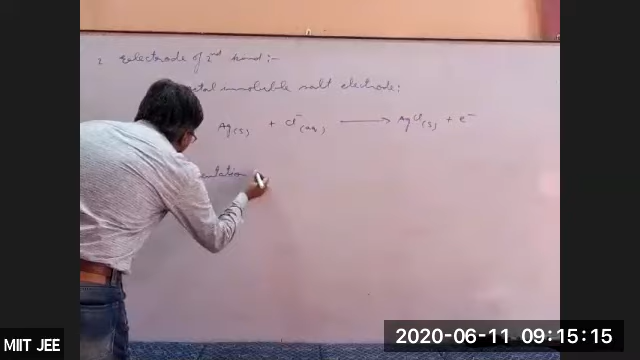 2 Electrode of 2nd kind :-
metal insoluble salt electrode:
Ag(s) + Cl⁻(aq) ⟶ AgCl(s) + e⁻
entation
MIIT JEE
2020-06-11 09:15:15